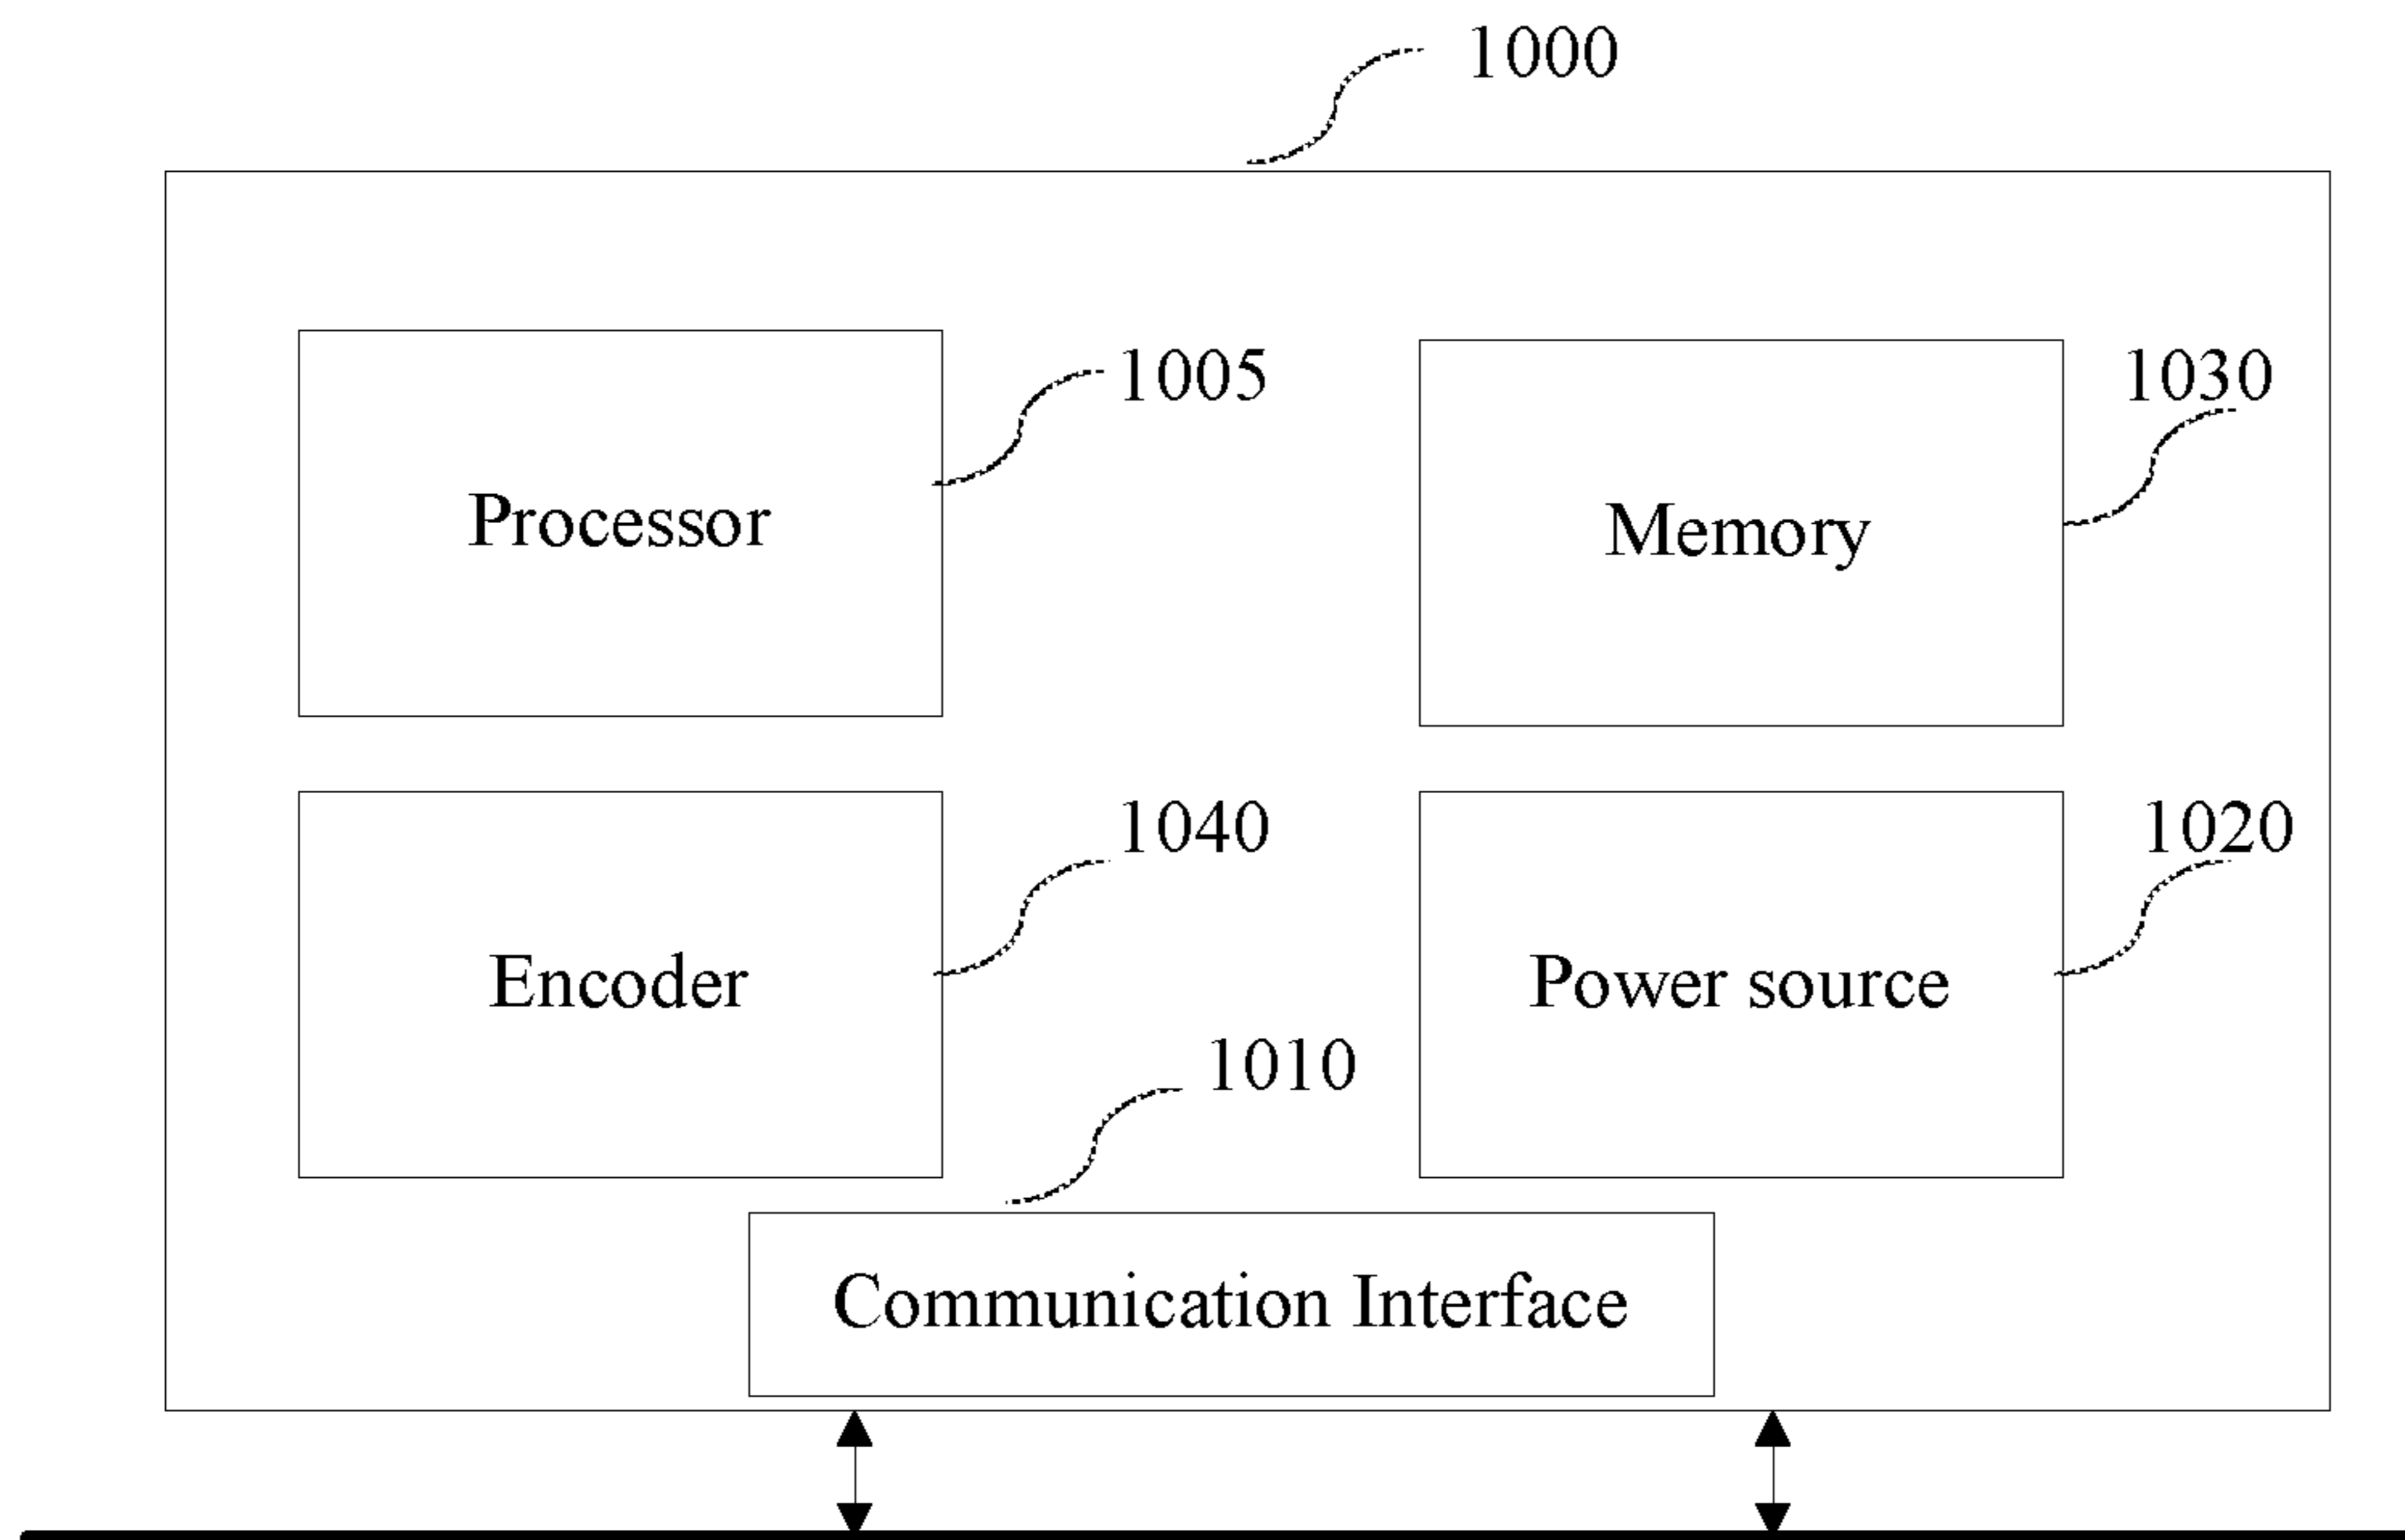 1000
1005
1030
Processor
Memory
1040
1020
Encoder
Power source
1010
Communication Interface